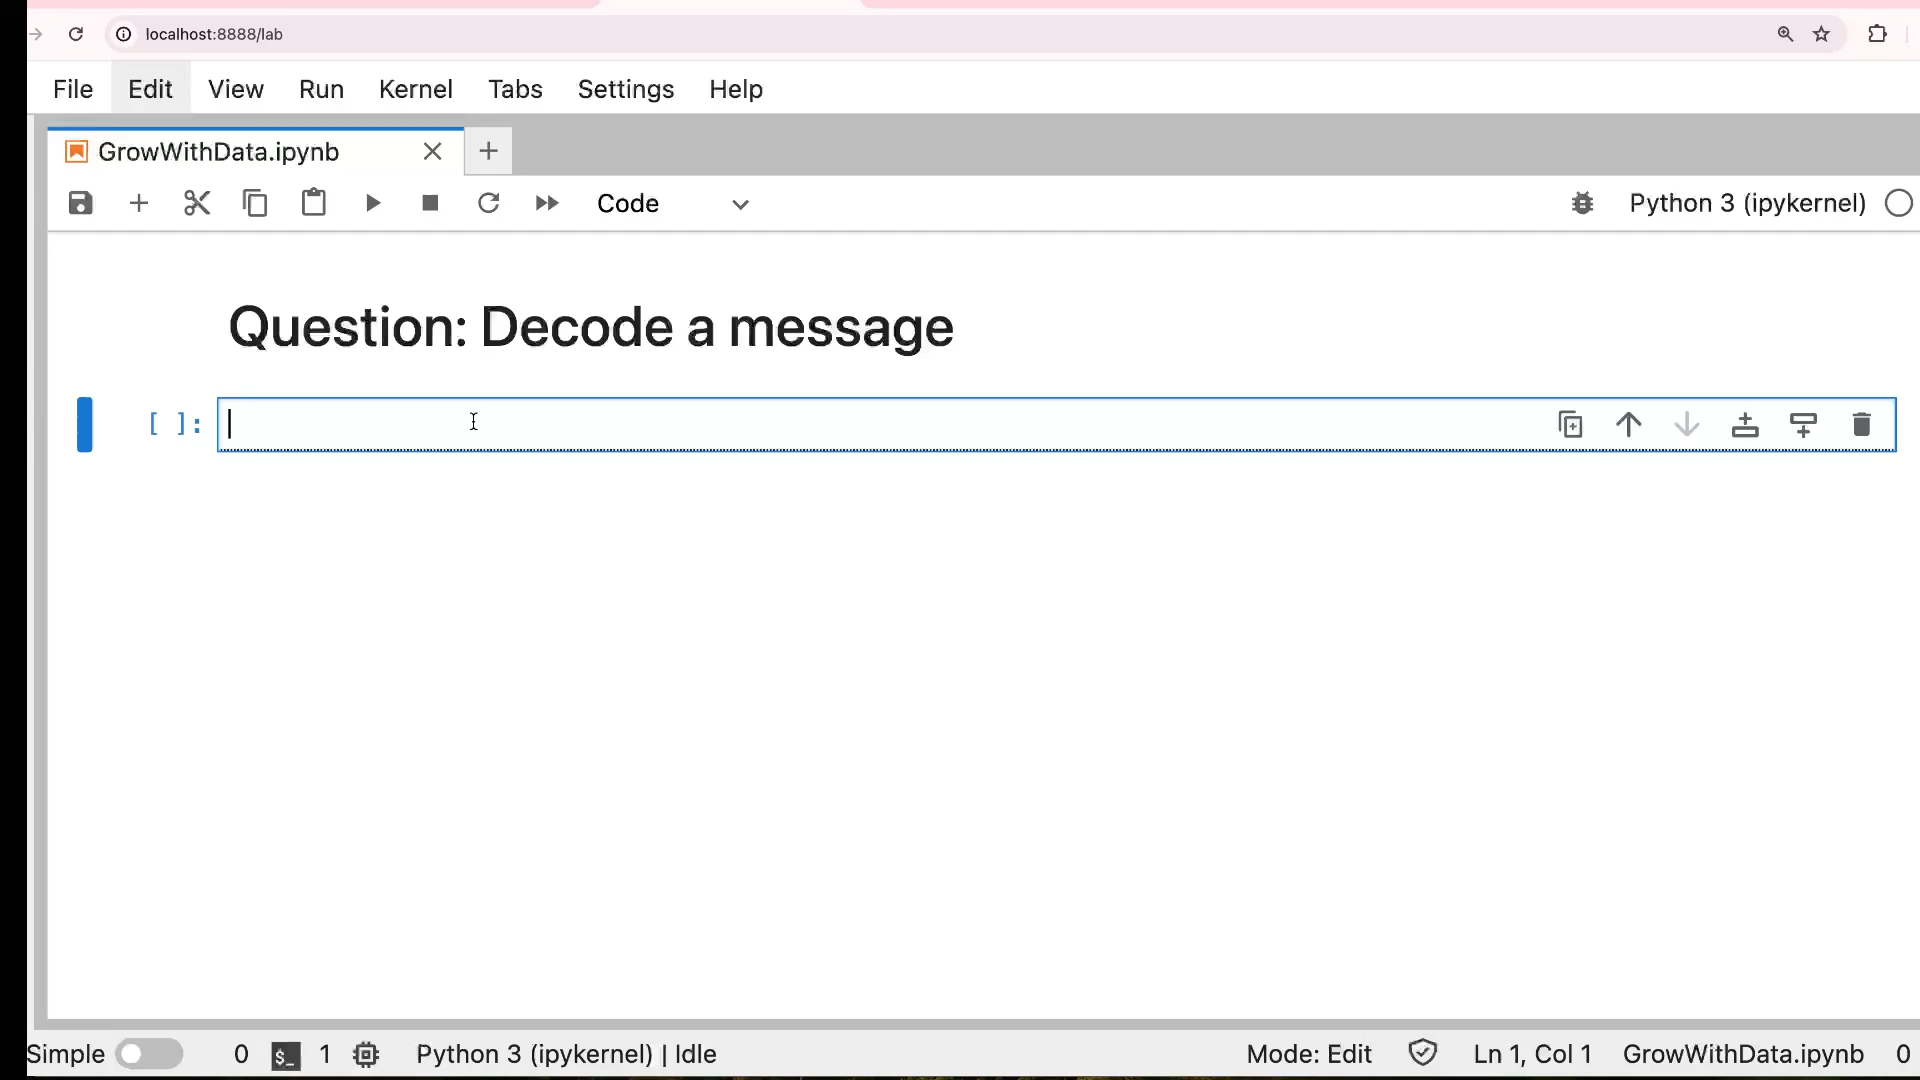 localhost:8888/lab
File Edit View Run Kernel Tabs Settings Help
GrowWithData.ipynb
Code
Python 3 (ipykernel)
Question: Decode a message
[ ]:
Simple 0 $_ 1 Python 3 (ipykernel) | Idle Mode: Edit Ln 1, Col 1 GrowWithData.ipynb 0